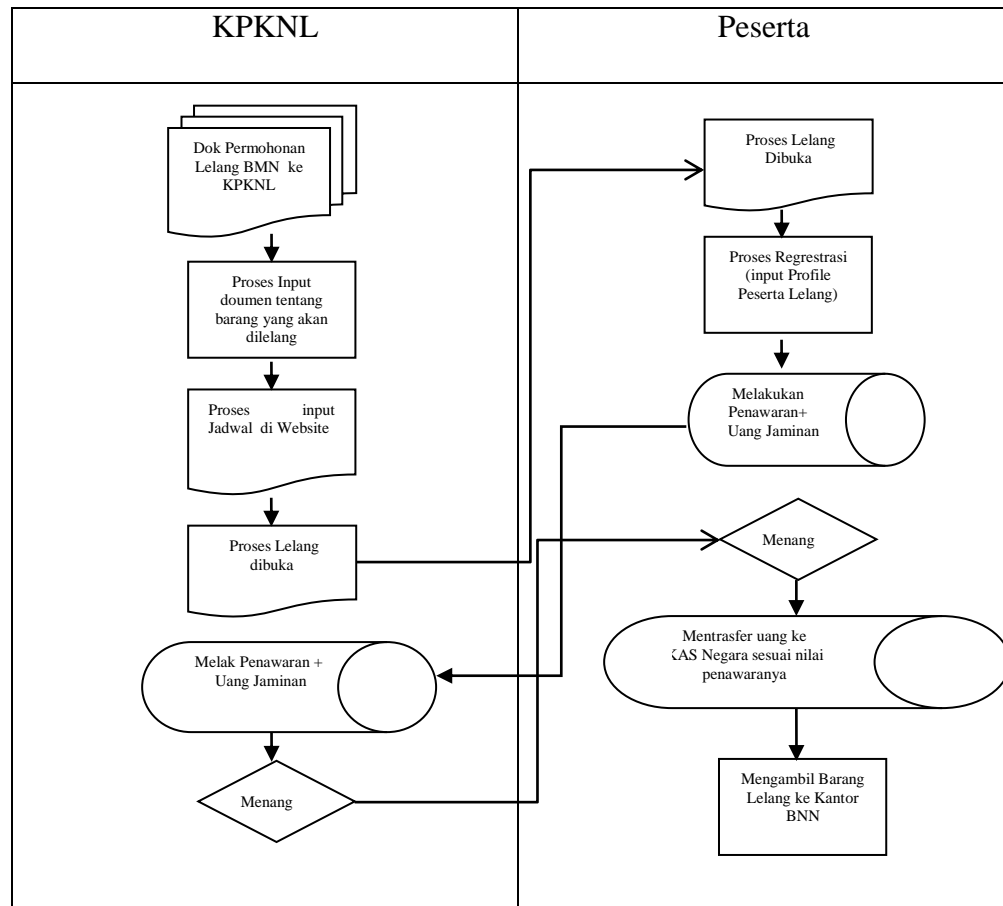 KPKNL
Peserta
Dok Permohonan
Lelang BMN ke
KPKNL
Proses Input
doumen tentang
barang yang akan
dilelang
Proses input
Jadwal di Website
Proses Lelang
dibuka
Melak Penawaran +
Uang Jaminan
Menang
Proses Lelang
Dibuka
Proses Regrestrasi
(input Profile
Peserta Lelang)
Melakukan
Penawaran+
Uang Jaminan
Menang
Mentrasfer uang ke
KAS Negara sesuai nilai
penawaranya
Mengambil Barang
Lelang ke Kantor
BNN